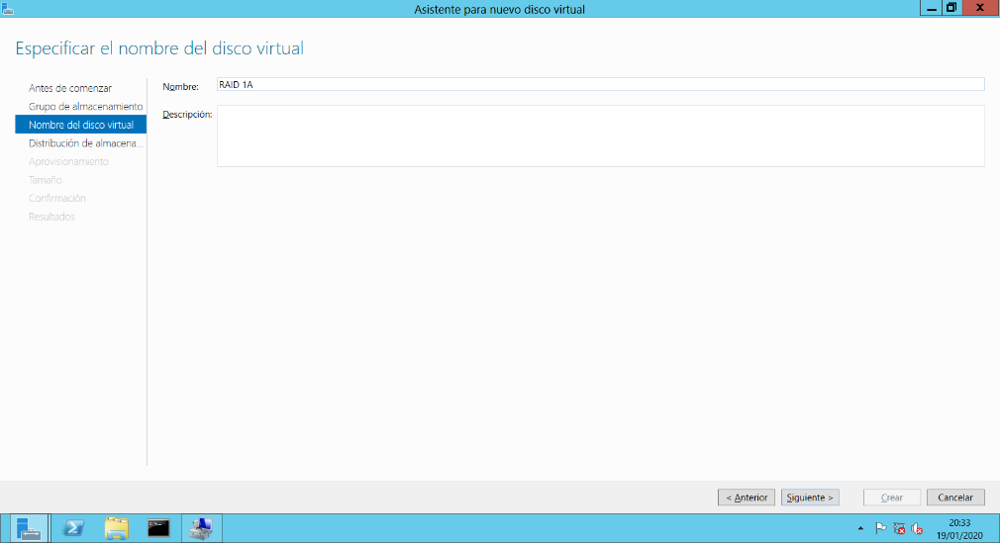 Asistente para nuevo disco virtual
Especificar el nombre del disco virtual
Antes de comenzar
Grupo de almacenamiento
Nombre del disco virtual
Distribución de almacena...
Aprovisionamiento
Tamaño
Confirmación
Resultados
Nombre: RAID 1A
Descripción:
< Anterior Siguiente > Crear Cancelar
20:33
19/01/2020